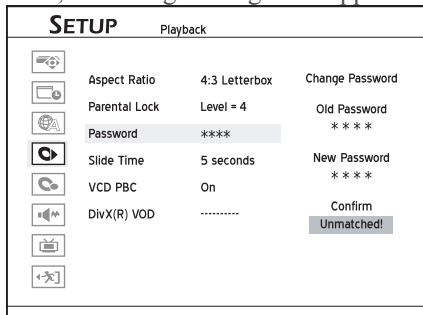 SETUP Playback
Aspect Ratio 4:3 Letterbox
Parental Lock Level = 4
Password ****
Slide Time 5 seconds
VCD PBC On
DivX(R) VOD ----------
Change Password
Old Password
****
New Password
****
Confirm
Unmatched!